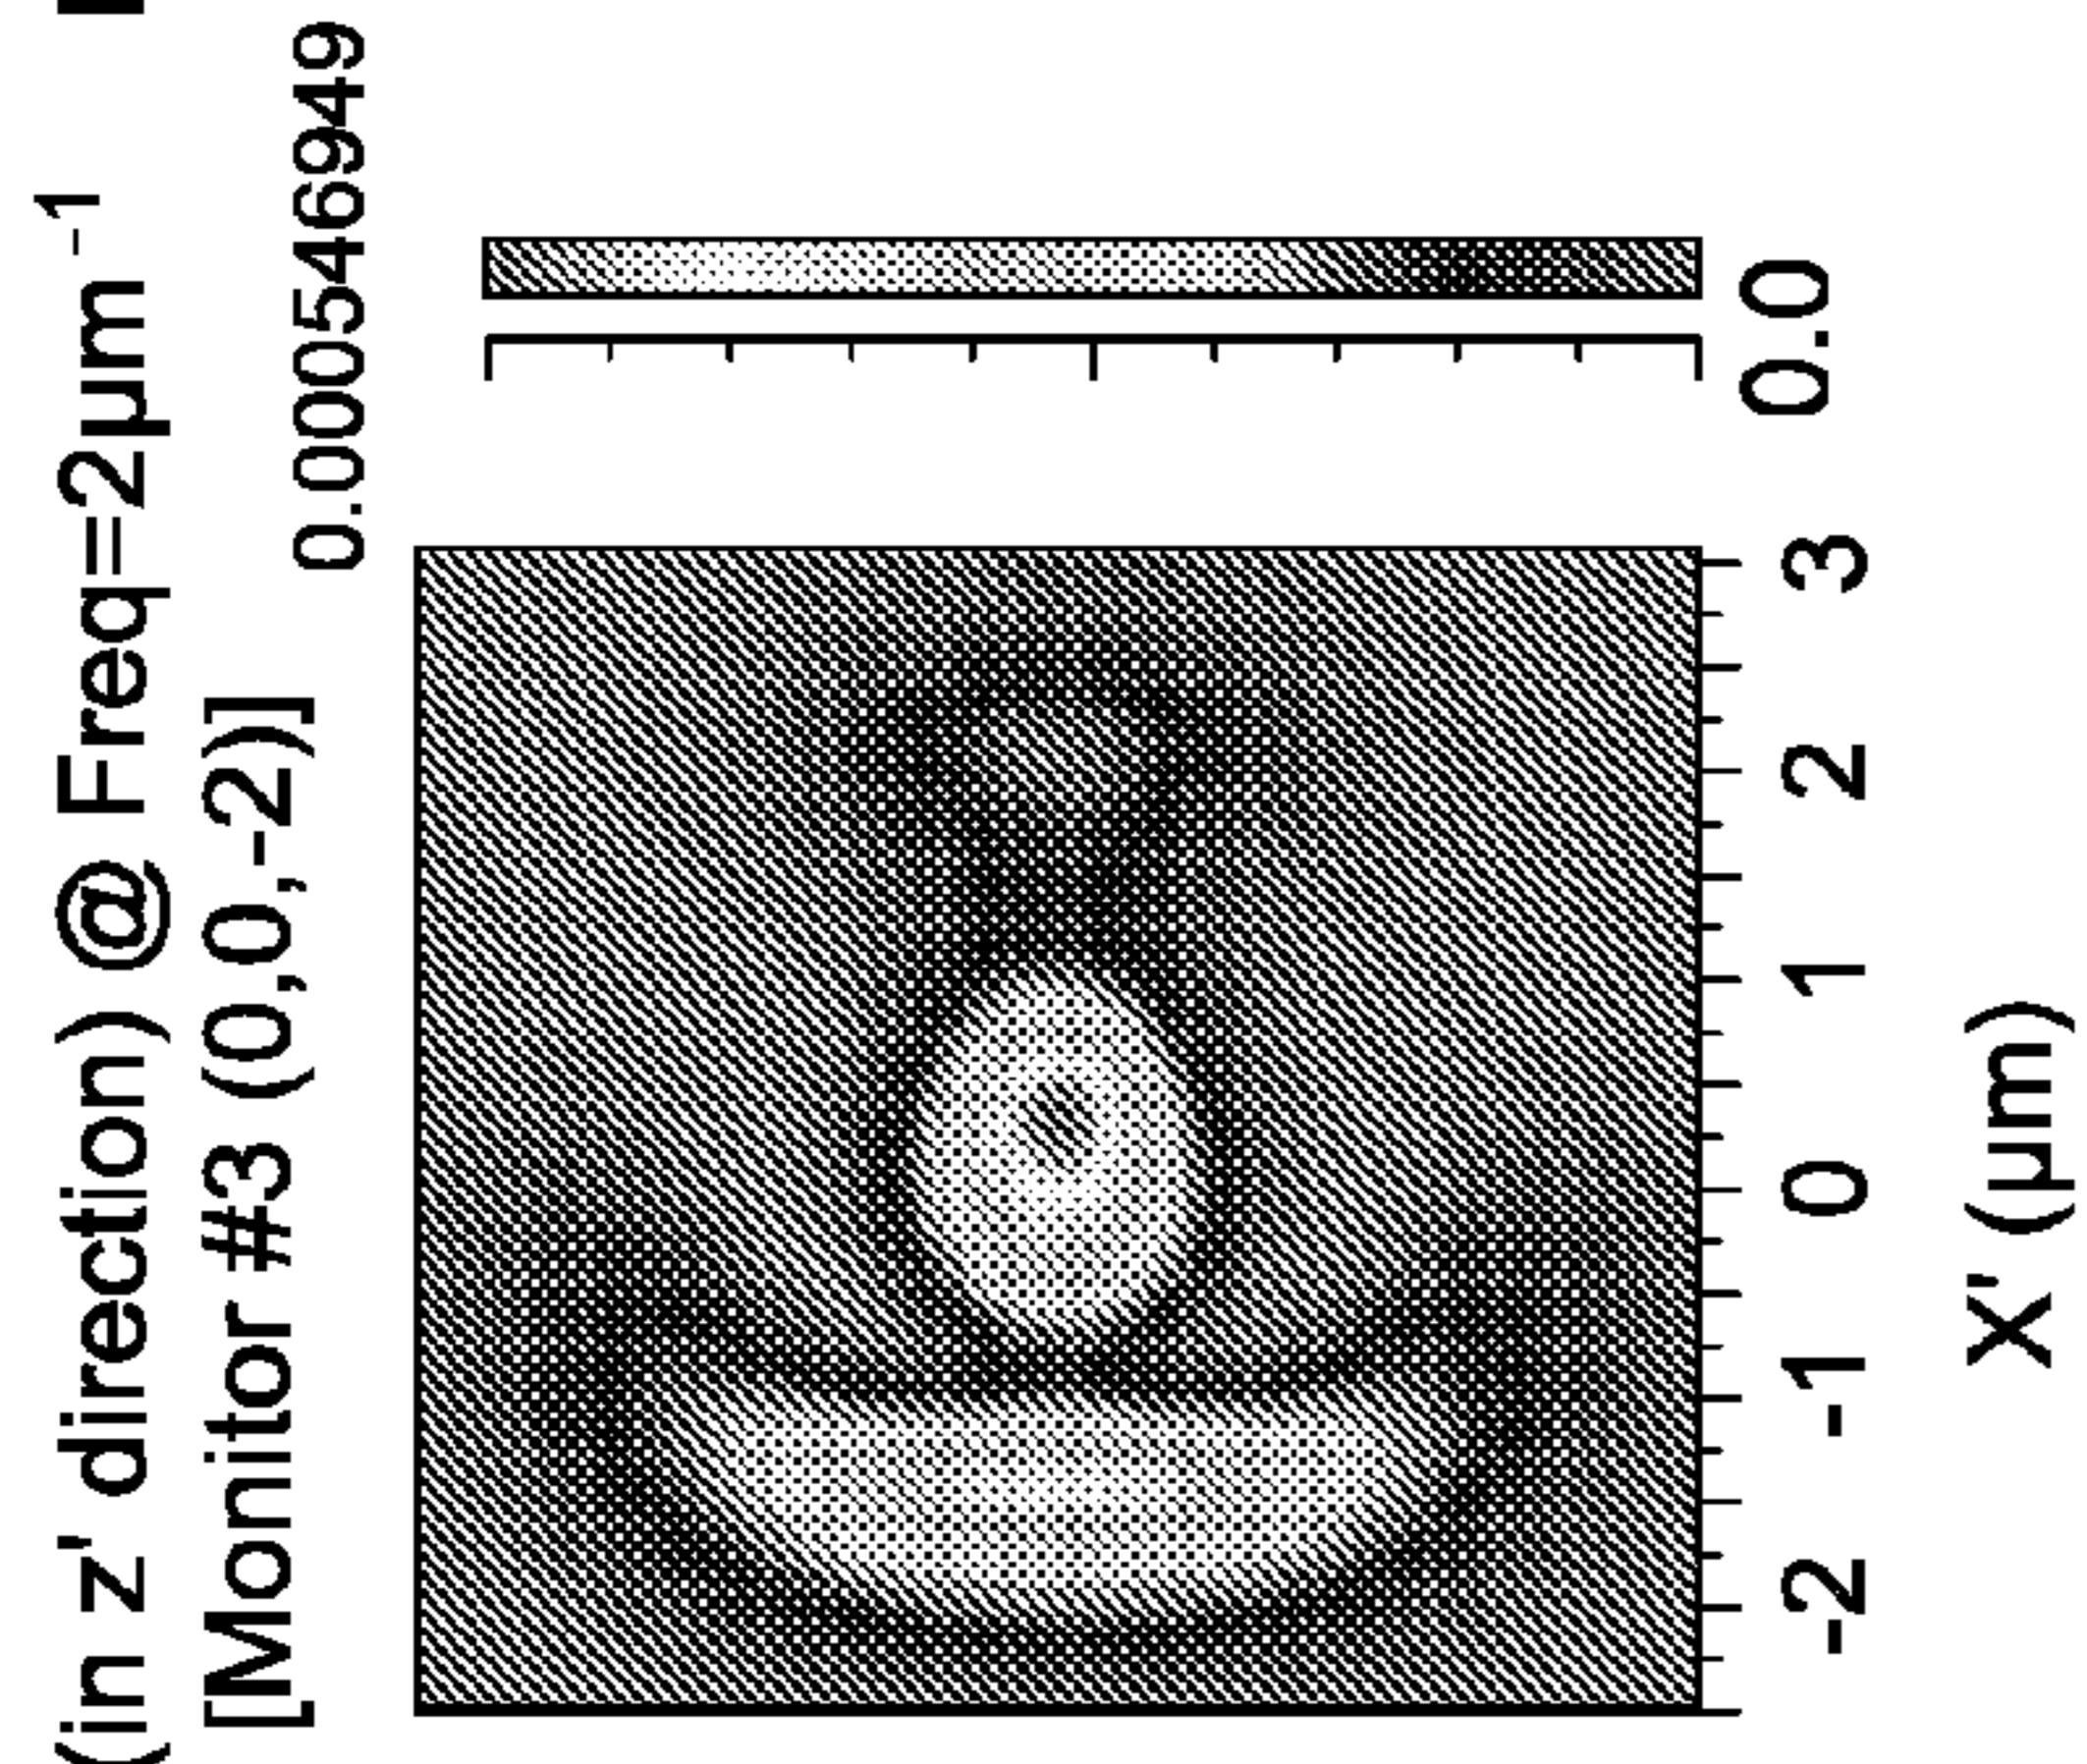 (in z' direction) @ Freq=2µm⁻¹
[Monitor #3 (0,0,-2)]
0.000546949
0.0
-2 -1 0 1 2 3
X' (µm)